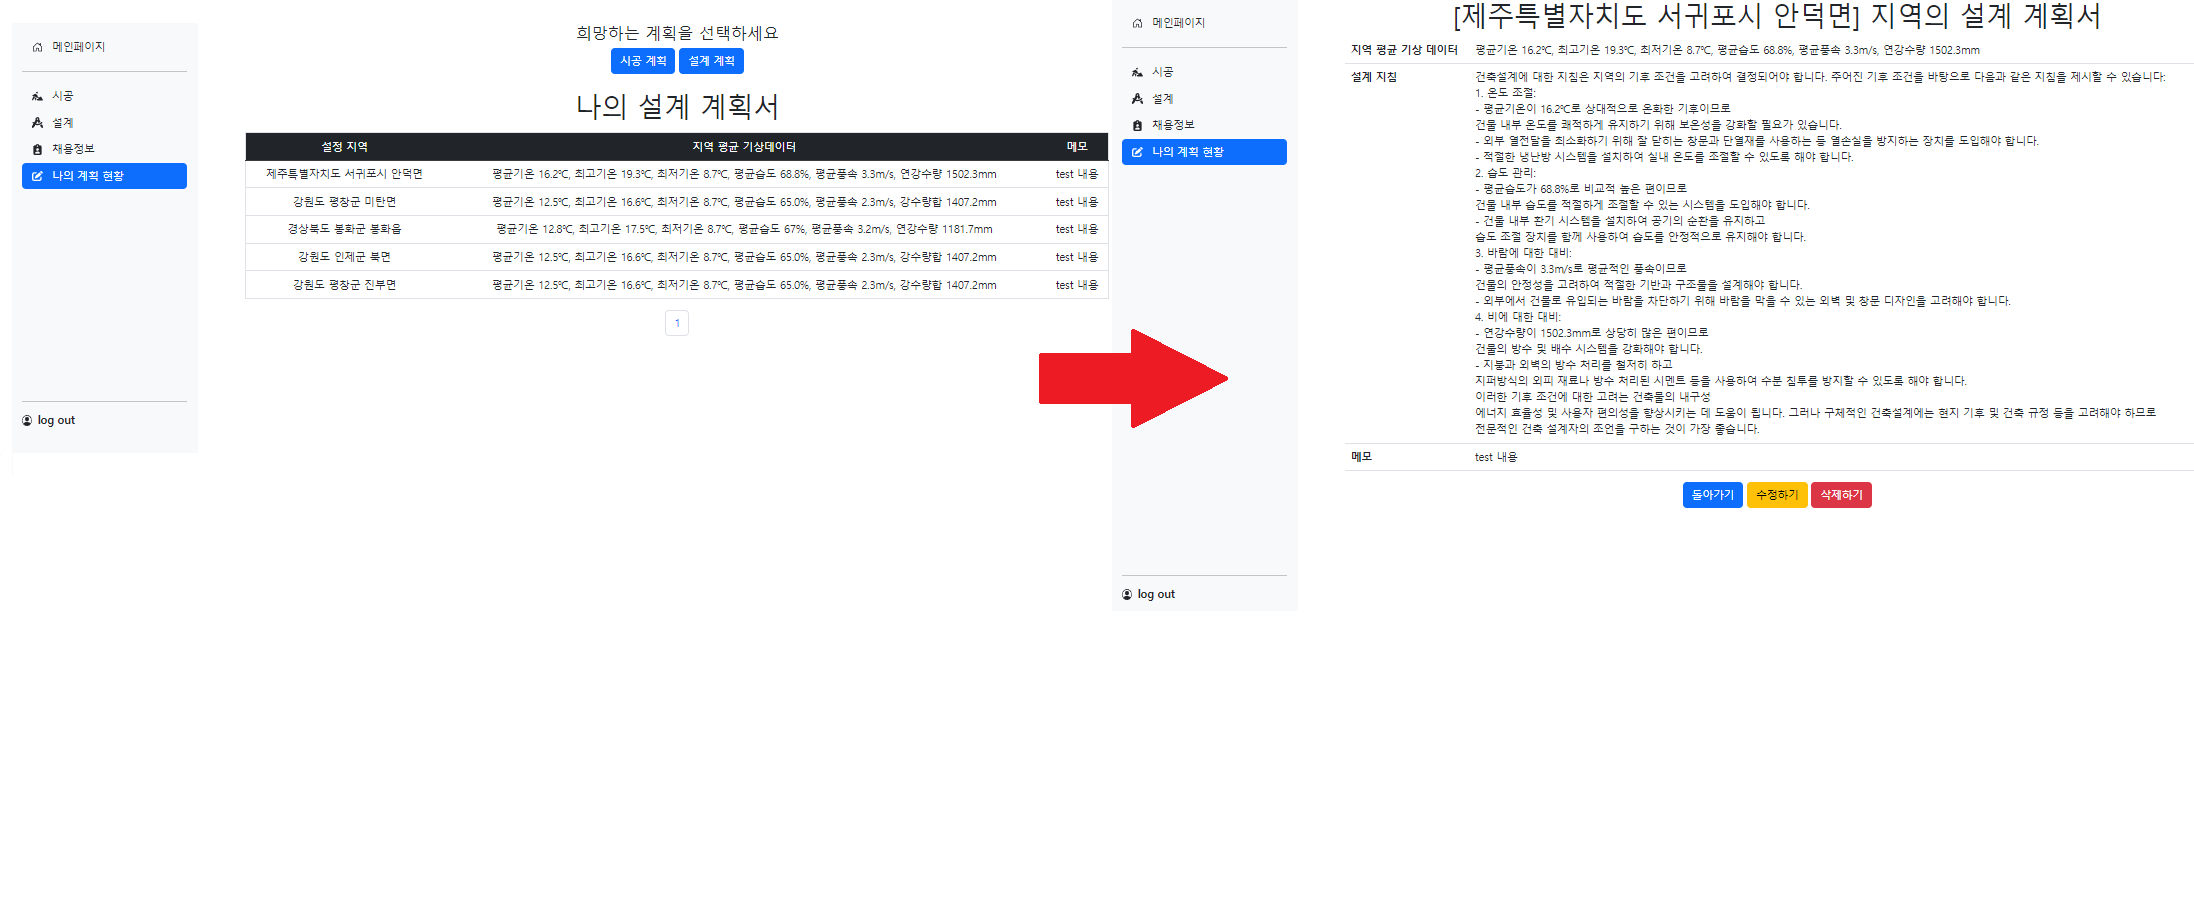 메인페이지
시공
설계
채용정보
나의 계획 현황
log out
희망하는 계획을 선택하세요
시공 계획 설계 계획
나의 설계 계획서
설정 지역 지역 평균 기상데이터 메모
제주특별자치도 서귀포시 안덕면 평균기온 16.2℃, 최고기온 19.3℃, 최저기온 8.7℃, 평균습도 68.8%, 평균풍속 3.3m/s, 연강수량 1502.3mm test 내용
강원도 평창군 미탄면 평균기온 12.5℃, 최고기온 16.6℃, 최저기온 8.7℃, 평균습도 65.0%, 평균풍속 2.3m/s, 강수량합 1407.2mm test 내용
경상북도 봉화군 봉화읍 평균기온 12.8℃, 최고기온 17.5℃, 최저기온 8.7℃, 평균습도 67%, 평균풍속 3.2m/s, 연강수량 1181.7mm test 내용
강원도 인제군 북면 평균기온 12.5℃, 최고기온 16.6℃, 최저기온 8.7℃, 평균습도 65.0%, 평균풍속 2.3m/s, 강수량합 1407.2mm test 내용
강원도 평창군 진부면 평균기온 12.5℃, 최고기온 16.6℃, 최저기온 8.7℃, 평균습도 65.0%, 평균풍속 2.3m/s, 강수량합 1407.2mm test 내용
1
메인페이지
시공
설계
채용정보
나의 계획 현황
log out
[제주특별자치도 서귀포시 안덕면] 지역의 설계 계획서
지역 평균 기상 데이터 평균기온 16.2℃, 최고기온 19.3℃, 최저기온 8.7℃, 평균습도 68.8%, 평균풍속 3.3m/s, 연강수량 1502.3mm
설계 지침 건축설계에 대한 지침은 지역의 기후 조건을 고려하여 결정되어야 합니다. 주어진 기후 조건을 바탕으로 다음과 같은 지침을 제시할 수 있습니다:
1. 온도 조절:
- 평균기온이 16.2℃로 상대적으로 온화한 기후이므로
건물 내부 온도를 쾌적하게 유지하기 위해 보온성을 강화할 필요가 있습니다.
- 외부 열전달을 최소화하기 위해 잘 닫히는 창문과 단열재를 사용하는 등 열손실을 방지하는 장치를 도입해야 합니다.
- 적절한 냉난방 시스템을 설치하여 실내 온도를 조절할 수 있도록 해야 합니다.
2. 습도 관리:
- 평균습도가 68.8%로 비교적 높은 편이므로
건물 내부 습도를 적절하게 조절할 수 있는 시스템을 도입해야 합니다.
- 건물 내부 환기 시스템을 설치하여 공기의 순환을 유지하고
습도 조절 장치를 함께 사용하여 습도를 안정적으로 유지해야 합니다.
3. 바람에 대한 대비:
- 평균풍속이 3.3m/s로 평균적인 풍속이므로
건물의 안정성을 고려하여 적절한 기반과 구조물을 설계해야 합니다.
- 외부에서 건물로 유입되는 바람을 차단하기 위해 바람을 막을 수 있는 외벽 및 창문 디자인을 고려해야 합니다.
4. 비에 대한 대비:
- 연강수량이 1502.3mm로 상당히 많은 편이므로
건물의 방수 및 배수 시스템을 강화해야 합니다.
- 지붕과 외벽의 방수 처리를 철저히 하고
지퍼방식의 외피 재료나 방수 처리된 시멘트 등을 사용하여 수분 침투를 방지할 수 있도록 해야 합니다.
이러한 기후 조건에 대한 고려는 건축물의 내구성
에너지 효율성 및 사용자 편의성을 향상시키는 데 도움이 됩니다. 그러나 구체적인 건축설계에는 현지 기후 및 건축 규정 등을 고려해야 하므로
전문적인 건축 설계자의 조언을 구하는 것이 가장 좋습니다.
메모 test 내용
돌아가기 수정하기 삭제하기